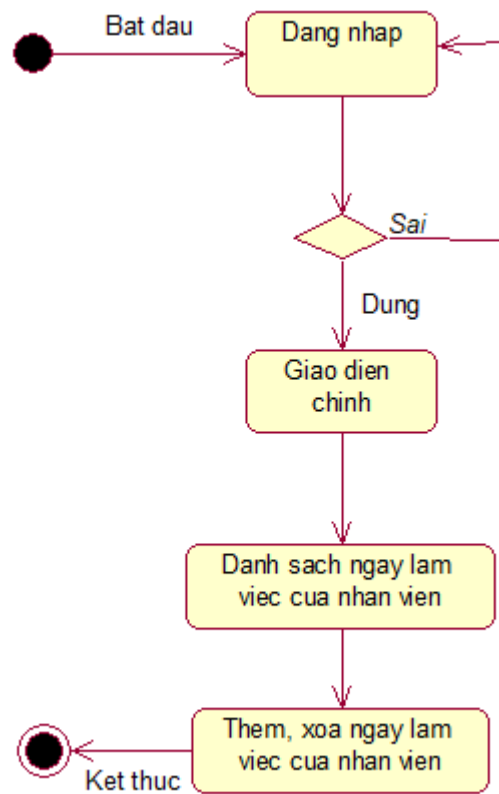 Bat dau
Dang nhap
Sai
Dung
Giao dien
chinh
Danh sach ngay lam
viec cua nhan vien
Them, xoa ngay lam
viec cua nhan vien
Ket thuc